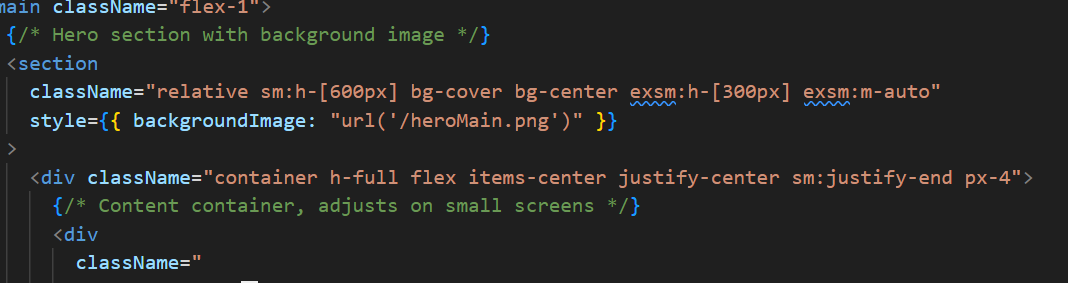 main className="flex-1">
{/* Hero section with background image */}
<section
className="relative sm:h-[600px] bg-cover bg-center exsm:h-[300px] exsm:m-auto"
style={{ backgroundImage: "url('/heroMain.png')" }}
>
<div className="container h-full flex items-center justify-center sm:justify-end px-4">
{/* Content container, adjusts on small screens */}
<div
className="